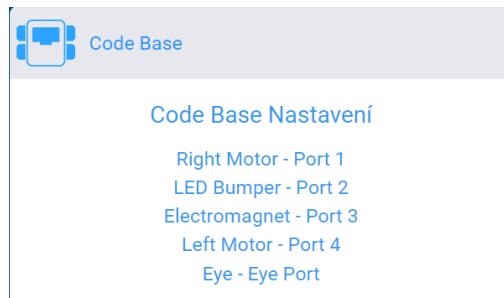 Code Base
Code Base Nastavení
Right Motor - Port 1
LED Bumper - Port 2
Electromagnet - Port 3
Left Motor - Port 4
Eye - Eye Port